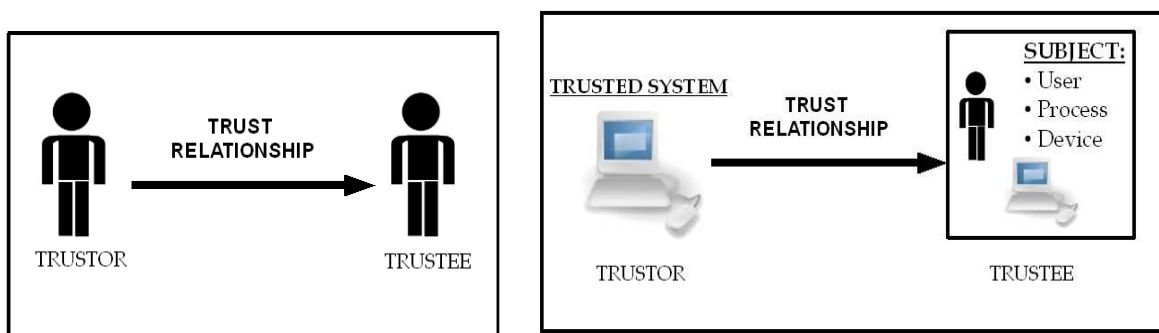 TRUST
RELATIONSHIP
TRUSTOR
TRUSTEE
TRUSTED SYSTEM
TRUST
RELATIONSHIP
SUBJECT:
• User
• Process
• Device
TRUSTOR
TRUSTEE